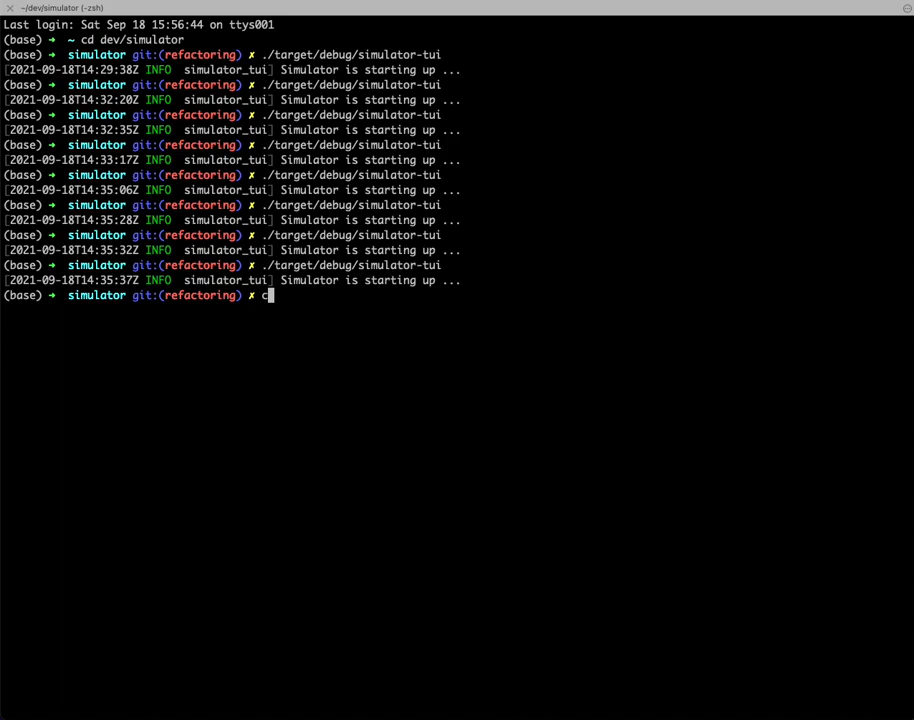 ~/dev/simulator (-zsh)
Last login: Sat Sep 18 15:56:44 on ttys001
(base) ➜ ~ cd dev/simulator
(base) ➜ simulator git:(refactoring) ✗ ./target/debug/simulator-tui
[2021-09-18T14:29:38Z INFO simulator_tui] Simulator is starting up ...
(base) ➜ simulator git:(refactoring) ✗ ./target/debug/simulator-tui
[2021-09-18T14:32:20Z INFO simulator_tui] Simulator is starting up ...
(base) ➜ simulator git:(refactoring) ✗ ./target/debug/simulator-tui
[2021-09-18T14:32:35Z INFO simulator_tui] Simulator is starting up ...
(base) ➜ simulator git:(refactoring) ✗ ./target/debug/simulator-tui
[2021-09-18T14:33:17Z INFO simulator_tui] Simulator is starting up ...
(base) ➜ simulator git:(refactoring) ✗ ./target/debug/simulator-tui
[2021-09-18T14:35:06Z INFO simulator_tui] Simulator is starting up ...
(base) ➜ simulator git:(refactoring) ✗ ./target/debug/simulator-tui
[2021-09-18T14:35:28Z INFO simulator_tui] Simulator is starting up ...
(base) ➜ simulator git:(refactoring) ✗ ./target/debug/simulator-tui
[2021-09-18T14:35:32Z INFO simulator_tui] Simulator is starting up ...
(base) ➜ simulator git:(refactoring) ✗ ./target/debug/simulator-tui
[2021-09-18T14:35:37Z INFO simulator_tui] Simulator is starting up ...
(base) ➜ simulator git:(refactoring) ✗ c